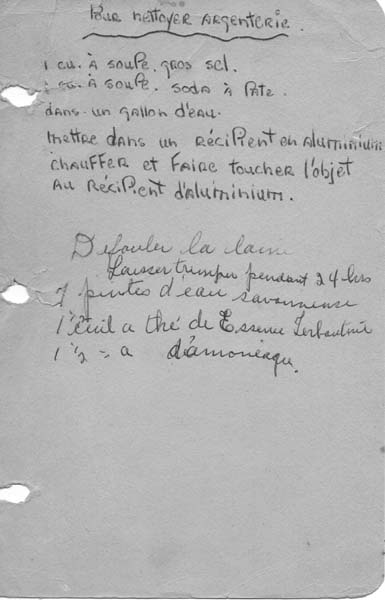 Pour nettoyer argenterie.
1 cu. à soupe. gros sel.
1 cu. à soupe. soda à Pâte.
dans un gallon d'eau.
mettre dans un récipient en aluminium
chauffer et faire toucher l'objet
au récipient d'aluminium.
Defouler la laine
Laisser trimper pendant 24 hrs
7 pintes d'eau savonneuse
1 Cuil a thé de Essence
1 1/2 = a d'amoniaque.